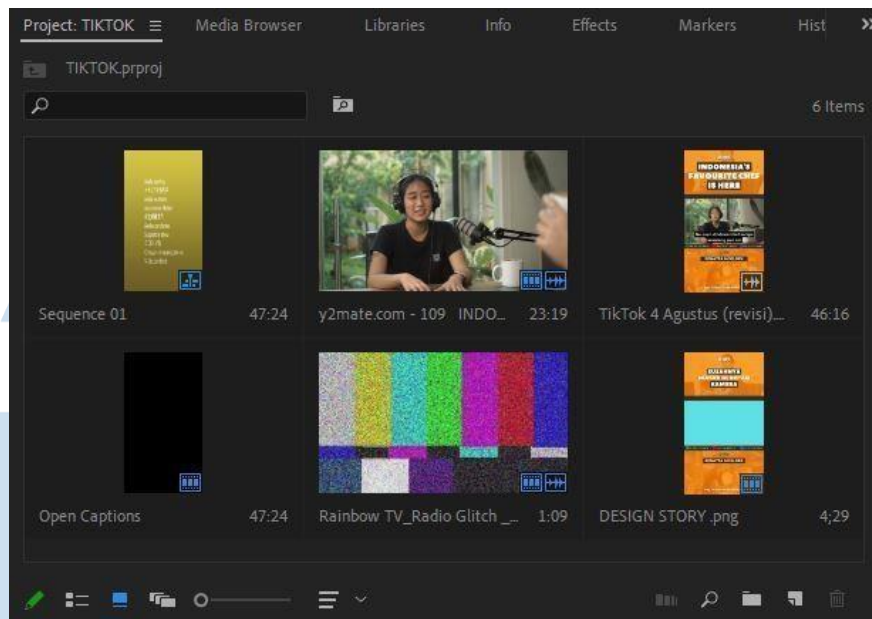 Project: TIKTOK Media Browser Libraries Info Effects Markers Hist
TIKTOK.prproj
6 Items
INDONESIA'S
FAVOURITE CHEF
IS HERE
Sequence 01 47:24 y2mate.com - 109 INDO... 23:19 TikTok 4 Agustus (revisi)... 46:16
Open Captions 47:24 Rainbow TV_Radio Glitch _... 1:09 DESIGN STORY .png 4;29